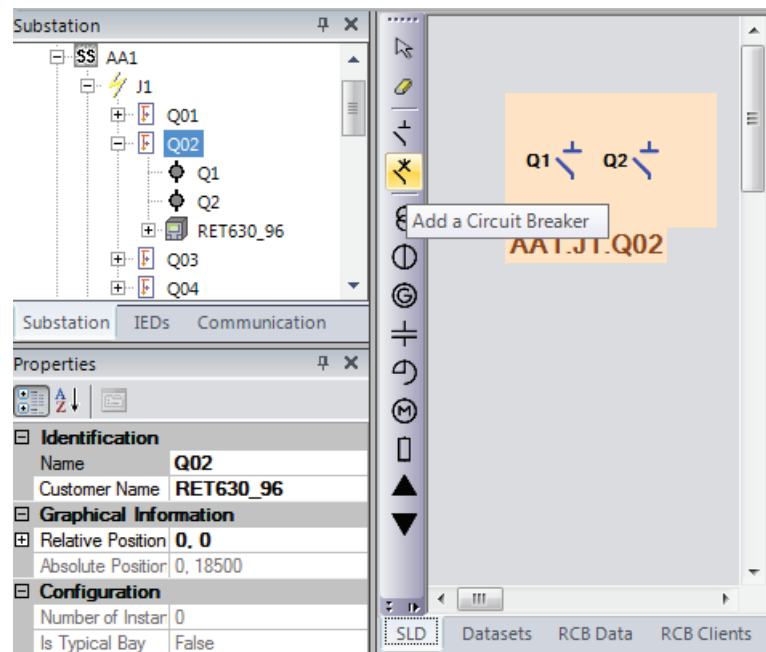 Substation
SS AA1
J1
Q01
Q02
Q1
Q2
RET630_96
Q03
Q04
Substation IEDs Communication
Properties
Identification
Name Q02
Customer Name RET630_96
Graphical Information
Relative Position 0, 0
Absolute Position 0, 18500
Configuration
Number of Instar 0
Is Typical Bay False
G
M
Q1 Q2
Add a Circuit Breaker
AA1.J1.Q02
SLD Datasets RCB Data RCB Clients